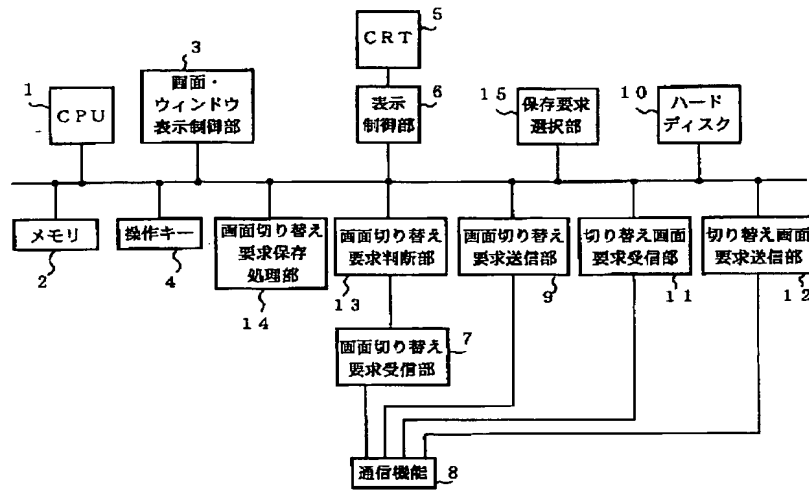 5
CRT
3
画面・
ウィンドウ
表示制御部
1
CPU
6
表示
制御部
15
保存要求
選択部
10
ハード
ディスク
メモリ
2
操作キー
4
画面切り替え
要求保存
処理部
14
画面切り替え
要求判断部
13
画面切り替え
要求送信部
9
切り替え画面
要求受信部
11
切り替え画面
要求送信部
12
画面切り替え
要求受信部
7
通信機能
8